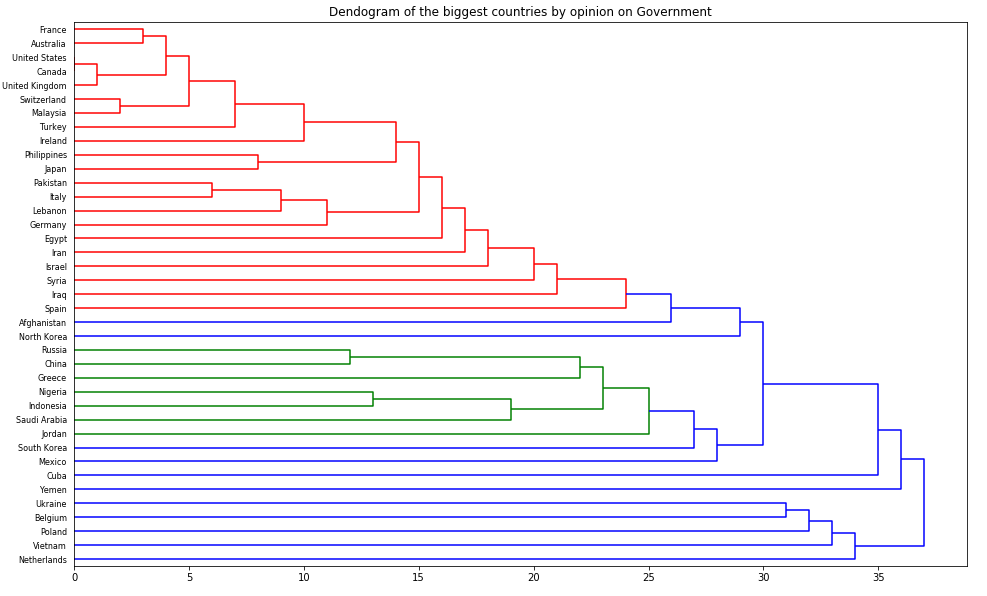 Dendogram of the biggest countries by opinion on Government
France
Australia
United States
Canada
United Kingdom
Switzerland
Malaysia
Turkey
Ireland
Philippines
Japan
Pakistan
Italy
Lebanon
Germany
Egypt
Iran
Israel
Syria
Iraq
Spain
Afghanistan
North Korea
Russia
China
Greece
Nigeria
Indonesia
Saudi Arabia
Jordan
South Korea
Mexico
Cuba
Yemen
Ukraine
Belgium
Poland
Vietnam
Netherlands
0 5 10 15 20 25 30 35